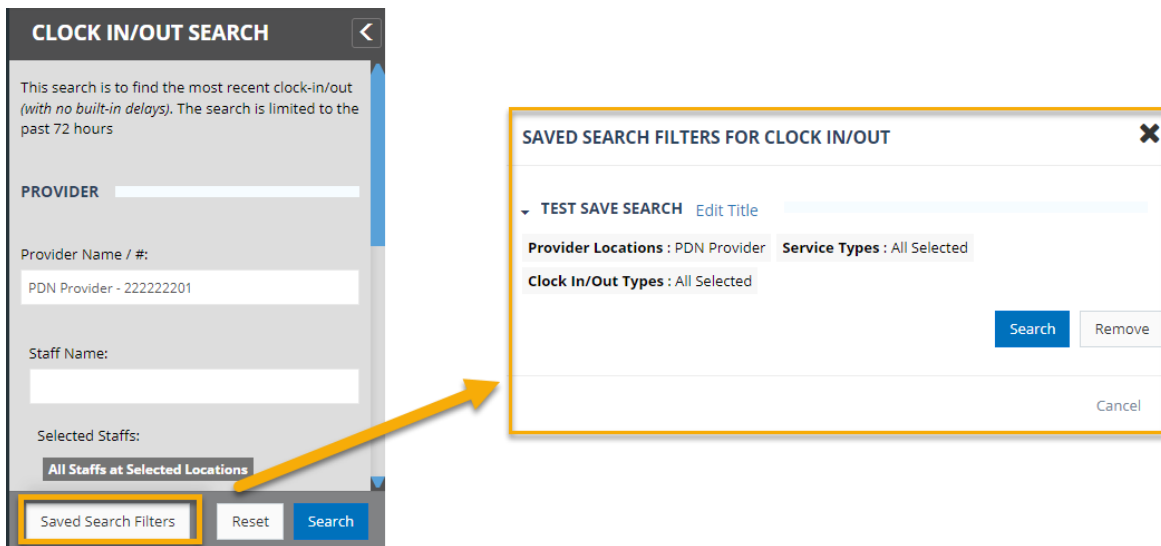 CLOCK IN/OUT SEARCH
This search is to find the most recent clock-in/out
(with no built-in delays). The search is limited to the
past 72 hours
PROVIDER
Provider Name / #:
PDN Provider - 222222201
Staff Name:
Selected Staffs:
All Staffs at Selected Locations
Saved Search Filters
Reset
Search
SAVED SEARCH FILTERS FOR CLOCK IN/OUT
TEST SAVE SEARCH Edit Title
Provider Locations : PDN Provider Service Types : All Selected
Clock In/Out Types : All Selected
Search Remove
Cancel